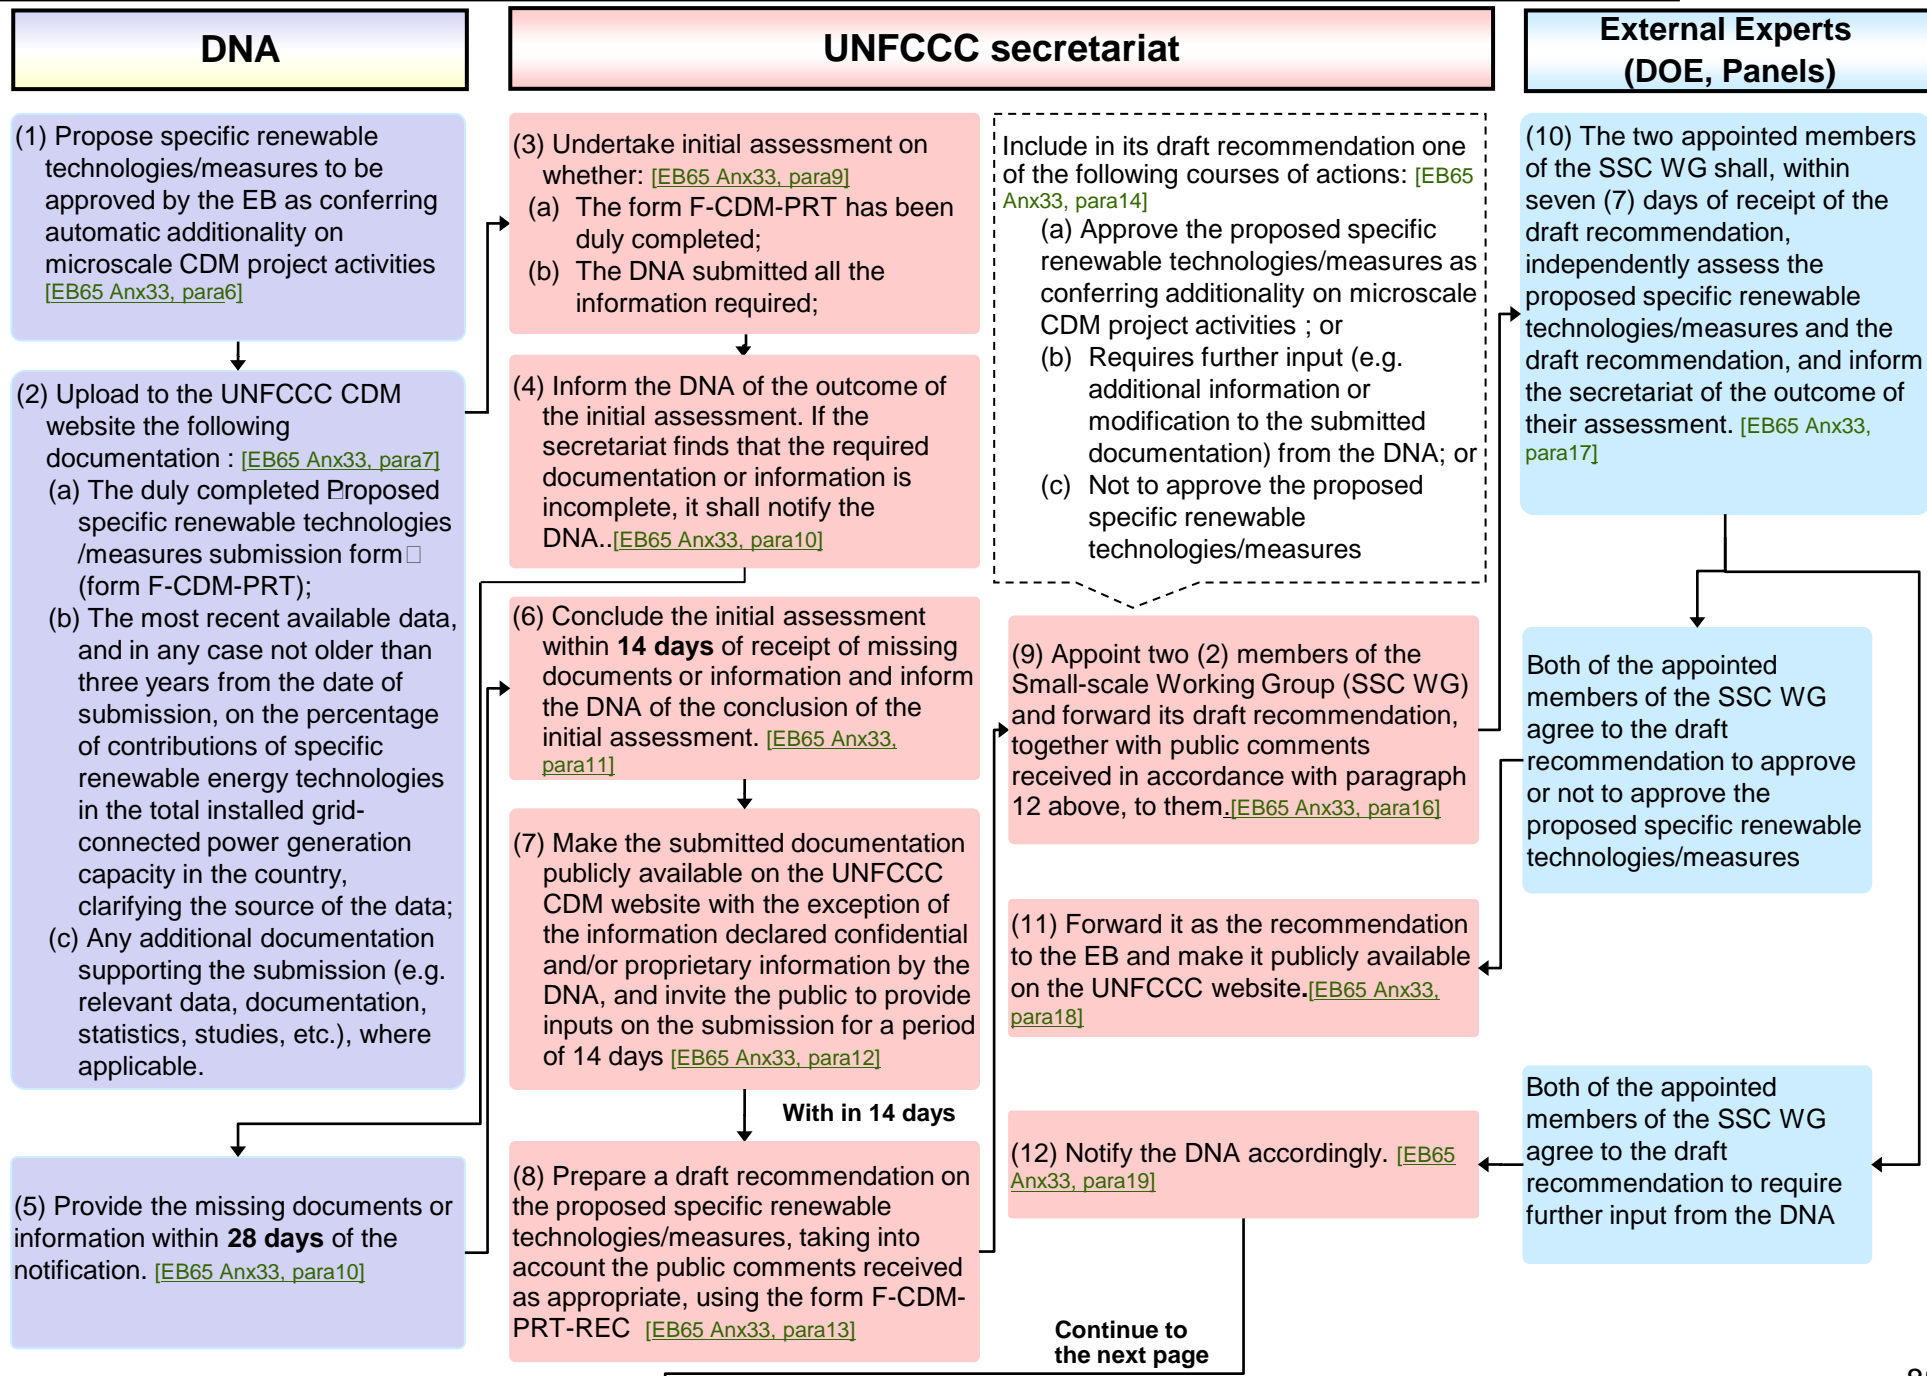 DNA
UNFCCC secretariat
External Experts
(DOE, Panels)
(1) Propose specific renewable
technologies/measures to be
approved by the EB as conferring
automatic additionality on
microscale CDM project activities
[EB65 Anx33, para6]
(2) Upload to the UNFCCC CDM
website the following
documentation : [EB65 Anx33, para7]
(a) The duly completed Proposed
specific renewable technologies
/measures submission form□
(form F-CDM-PRT);
(b) The most recent available data,
and in any case not older than
three years from the date of
submission, on the percentage
of contributions of specific
renewable energy technologies
in the total installed grid-
connected power generation
capacity in the country,
clarifying the source of the data;
(c) Any additional documentation
supporting the submission (e.g.
relevant data, documentation,
statistics, studies, etc.), where
applicable.
(5) Provide the missing documents or
information within 28 days of the
notification. [EB65 Anx33, para10]
(3) Undertake initial assessment on
whether: [EB65 Anx33, para9]
(a) The form F-CDM-PRT has been
duly completed;
(b) The DNA submitted all the
information required;
(4) Inform the DNA of the outcome of
the initial assessment. If the
secretariat finds that the required
documentation or information is
incomplete, it shall notify the
DNA..[EB65 Anx33, para10]
(6) Conclude the initial assessment
within 14 days of receipt of missing
documents or information and inform
the DNA of the conclusion of the
initial assessment. [EB65 Anx33,
para11]
(7) Make the submitted documentation
publicly available on the UNFCCC
CDM website with the exception of
the information declared confidential
and/or proprietary information by the
DNA, and invite the public to provide
inputs on the submission for a period
of 14 days [EB65 Anx33, para12]
With in 14 days
(8) Prepare a draft recommendation on
the proposed specific renewable
technologies/measures, taking into
account the public comments received
as appropriate, using the form F-CDM-
PRT-REC [EB65 Anx33, para13]
Include in its draft recommendation one
of the following courses of actions: [EB65
Anx33, para14]
(a) Approve the proposed specific
renewable technologies/measures as
conferring additionality on microscale
CDM project activities ; or
(b) Requires further input (e.g.
additional information or
modification to the submitted
documentation) from the DNA; or
(c) Not to approve the proposed
specific renewable
technologies/measures
(9) Appoint two (2) members of the
Small-scale Working Group (SSC WG)
and forward its draft recommendation,
together with public comments
received in accordance with paragraph
12 above, to them.[EB65 Anx33, para16]
(11) Forward it as the recommendation
to the EB and make it publicly available
on the UNFCCC website.[EB65 Anx33,
para18]
(12) Notify the DNA accordingly. [EB65
Anx33, para19]
Continue to
the next page
(10) The two appointed members
of the SSC WG shall, within
seven (7) days of receipt of the
draft recommendation,
independently assess the
proposed specific renewable
technologies/measures and the
draft recommendation, and inform
the secretariat of the outcome of
their assessment. [EB65 Anx33,
para17]
Both of the appointed
members of the SSC WG
agree to the draft
recommendation to approve
or not to approve the
proposed specific renewable
technologies/measures
Both of the appointed
members of the SSC WG
agree to the draft
recommendation to require
further input from the DNA